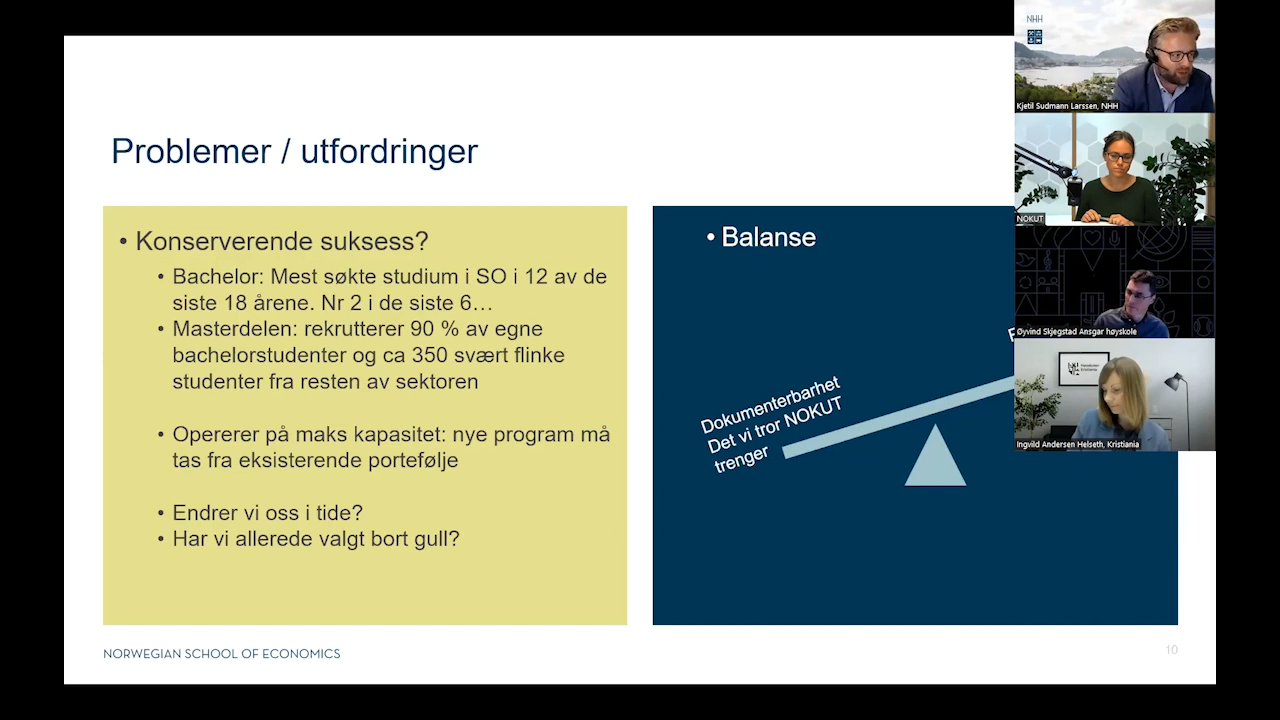 Problemer / utfordringer
• Konserverende suksess?
• Bachelor: Mest søkte studium i SO i 12 av de
siste 18 årene. Nr 2 i de siste 6…
• Masterdelen: rekrutterer 90 % av egne
bachelorstudenter og ca 350 svært flinke
studenter fra resten av sektoren
• Opererer på maks kapasitet: nye program må
tas fra eksisterende portefølje
• Endrer vi oss i tide?
• Har vi allerede valgt bort gull?
• Balanse
Dokumenterbarhet
Det vi tror NOKUT
trenger
NORWEGIAN SCHOOL OF ECONOMICS
10
NHH
Kjetil Sudmann Larssen, NHH
NOKUT
Øyvind Skjegstad Ansgar høyskole
Ingvild Andersen Helseth, Kristiania